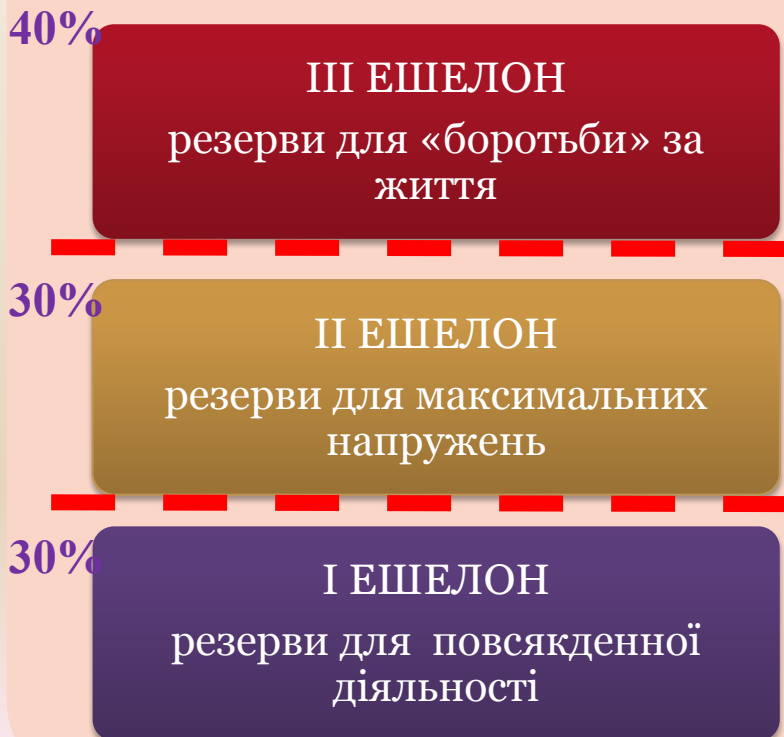 40%
III ЕШЕЛОН
резерви для «боротьби» за
життя
30%
II ЕШЕЛОН
резерви для максимальних
напружень
30%
I ЕШЕЛОН
резерви для повсякденної
діяльності